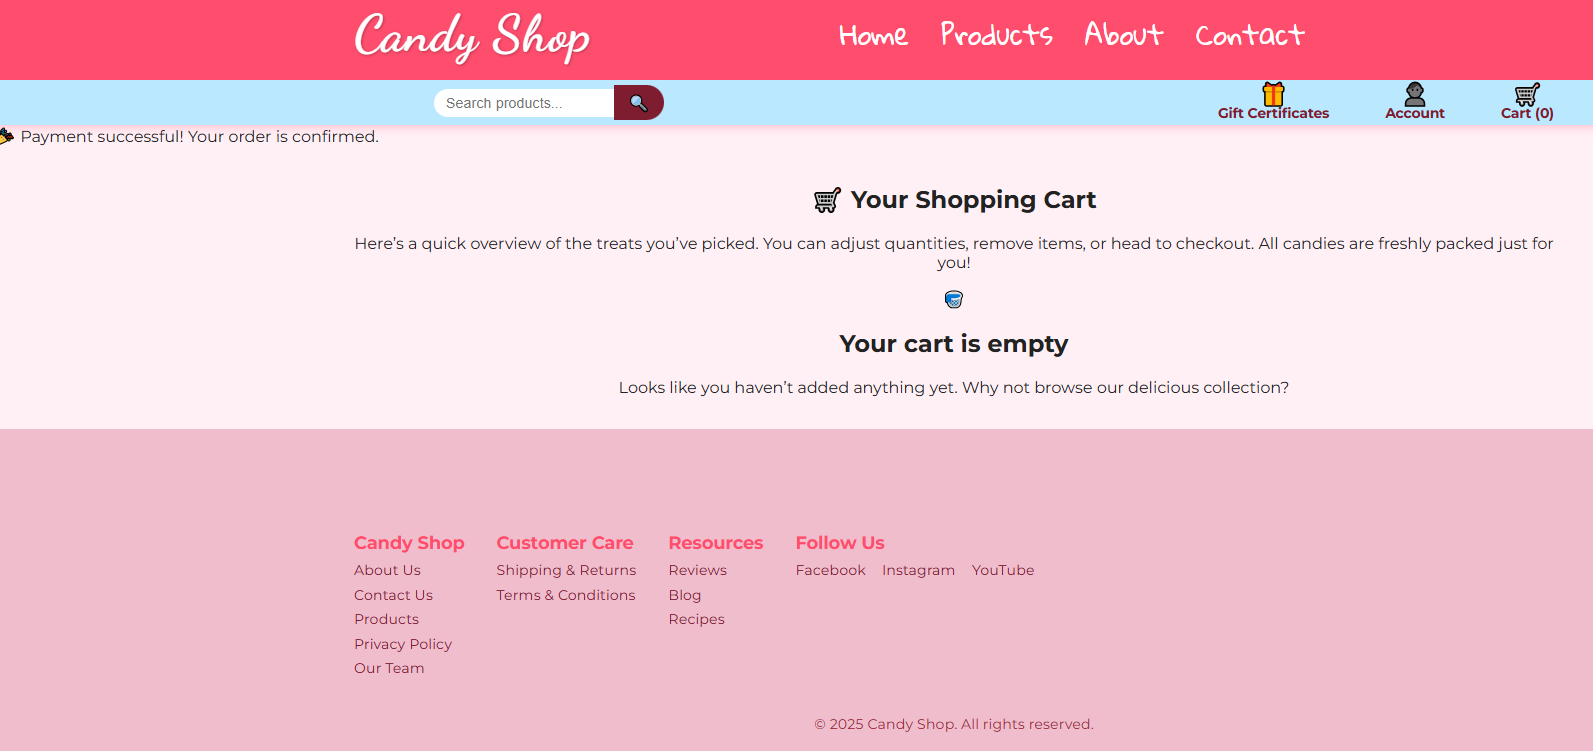 Candy Shop
Home Products About Contact
Search products...
Gift Certificates Account Cart (0)
Payment successful! Your order is confirmed.
Your Shopping Cart
Here’s a quick overview of the treats you’ve picked. You can adjust quantities, remove items, or head to checkout. All candies are freshly packed just for
you!
Your cart is empty
Looks like you haven’t added anything yet. Why not browse our delicious collection?
Candy Shop
About Us
Contact Us
Products
Privacy Policy
Our Team
Customer Care
Shipping & Returns
Terms & Conditions
Resources
Reviews
Blog
Recipes
Follow Us
Facebook Instagram YouTube
© 2025 Candy Shop. All rights reserved.